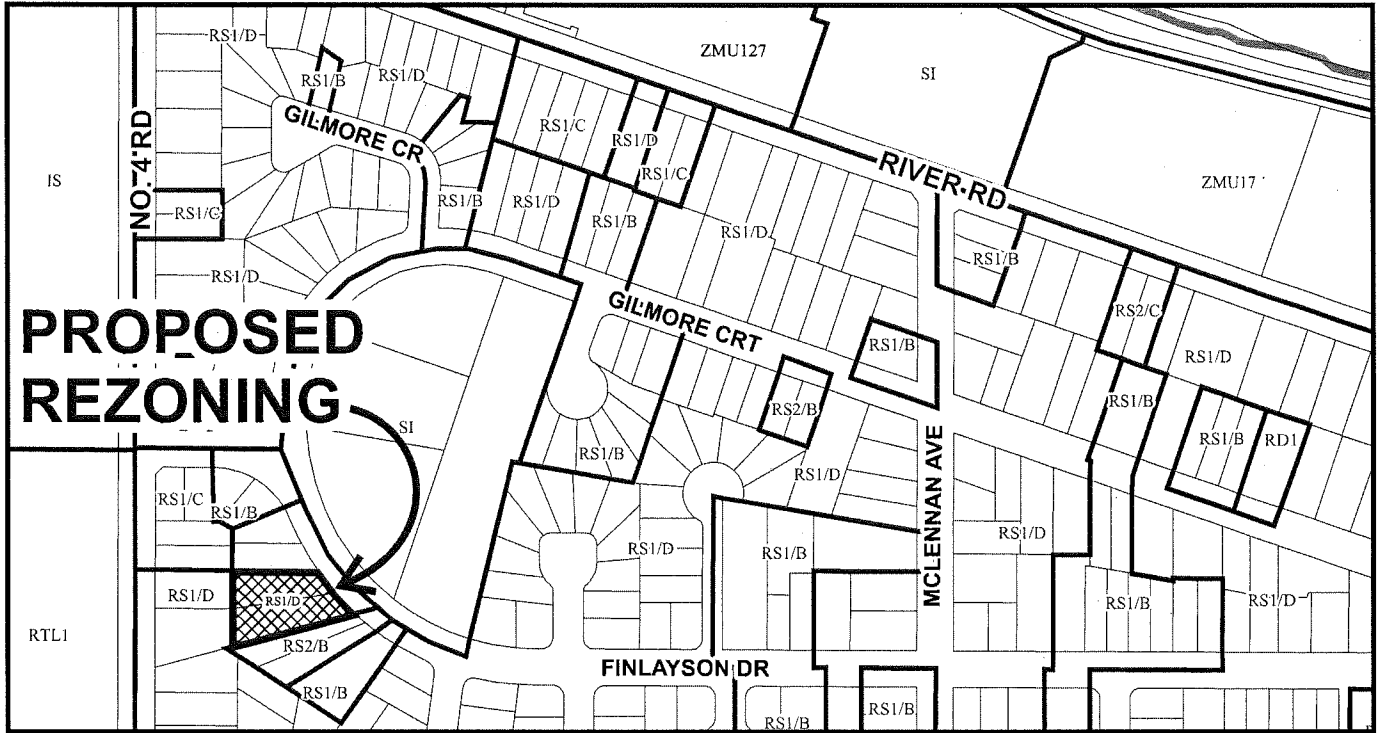 RS1/D
ZMU127
SI
RS1/B
RS1/D
GILMORE CR
RS1/C
RS1/D
RS1/C
RIVER RD
ZMU17
IS
NO. 4 RD
RS1/C
RS1/B
RS1/D
RS1/B
RS1/D
RS1/B
RS1/D
GILMORE CRT
RS2/C
RS1/D
PROPOSED
REZONING
RS1/B
RS2/B
RS1/B
RS1/B
RD1
SI
RS1/B
RS1/D
MCLENNAN AVE
RS1/C
RS1/B
RS1/D
RS1/B
RS1/D
RS1/D
RS1/D
RS1/B
RS1/D
RTL1
RS2/B
RS1/B
FINLAYSON DR
RS1/B
RS1/B